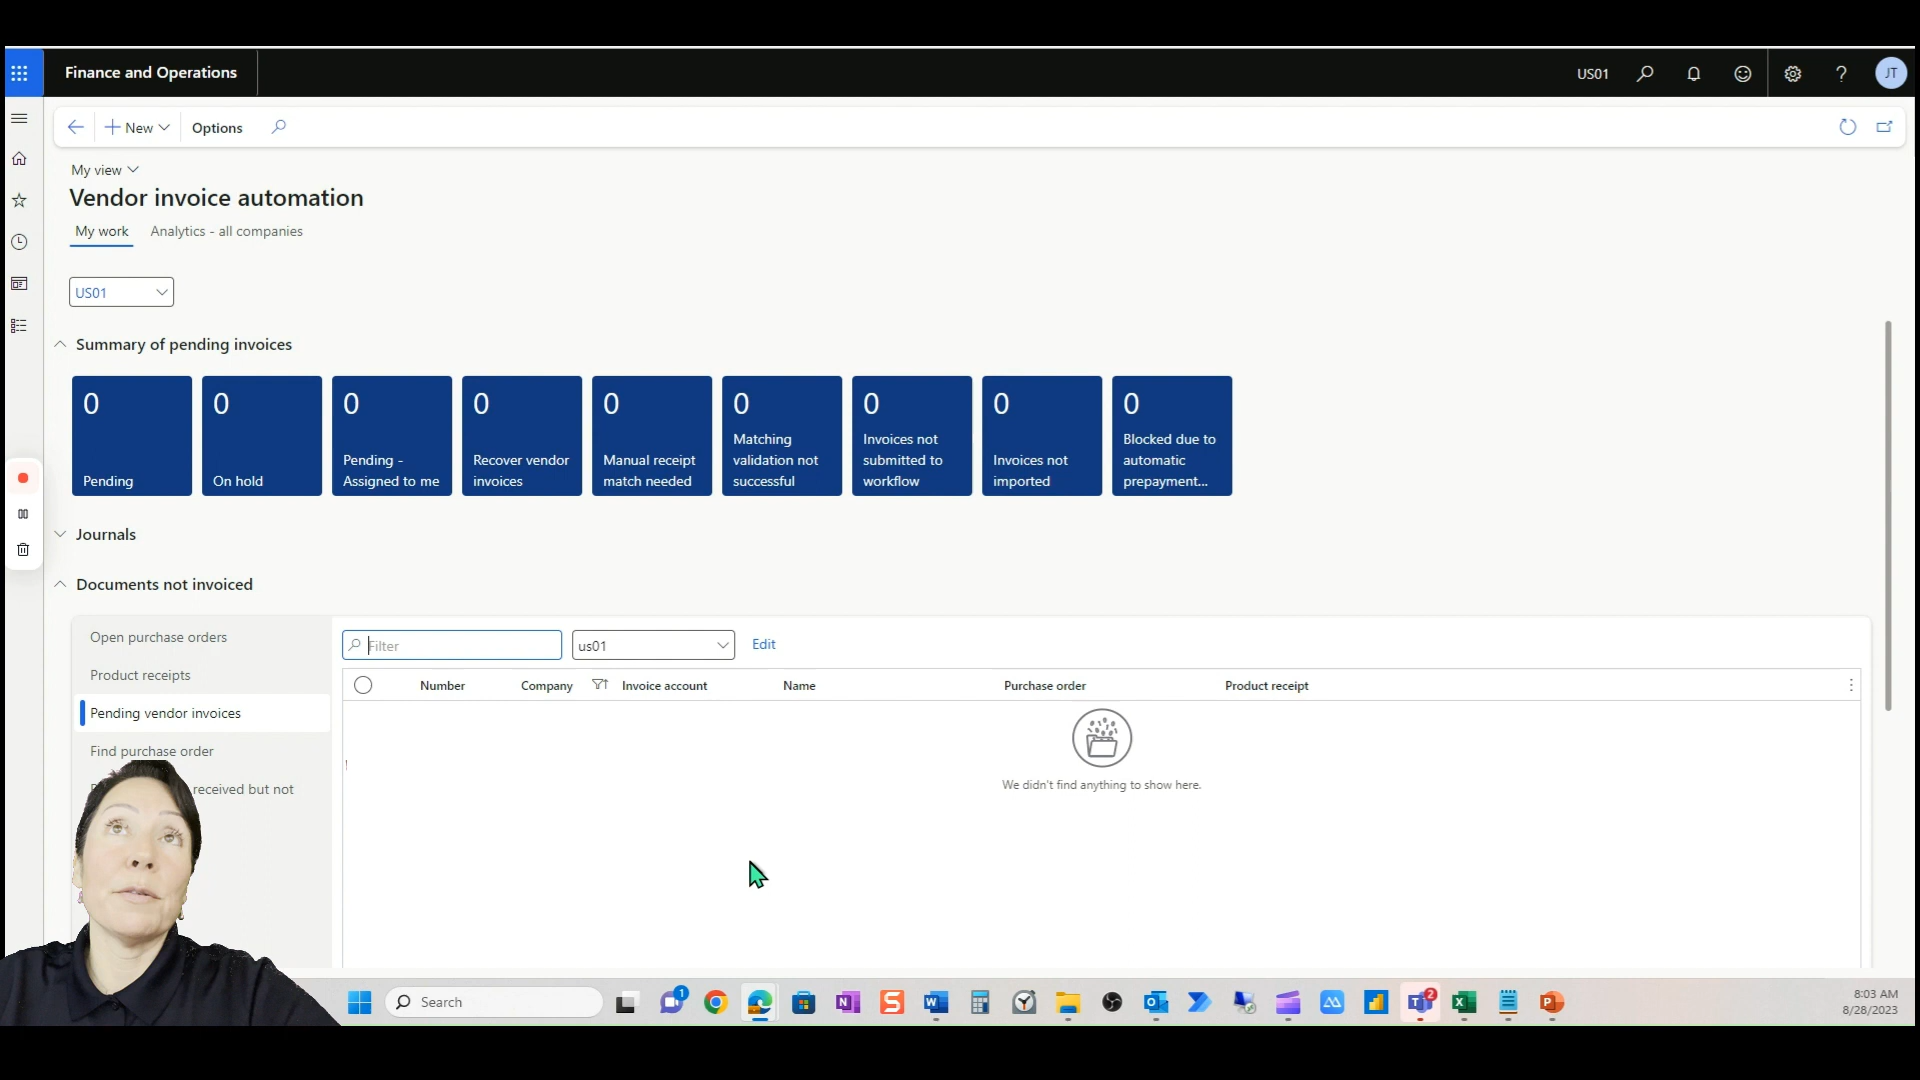 Finance and Operations
US01
?
JT
New
Options
My view
Vendor invoice automation
My work
Analytics - all companies
US01
Summary of pending invoices
0
Pending
0
On hold
0
Pending -
Assigned to me
0
Recover vendor
invoices
0
Manual receipt
match needed
0
Matching
validation not
successful
0
Invoices not
submitted to
workflow
0
Invoices not
imported
0
Blocked due to
automatic
prepayment...
Journals
Documents not invoiced
Open purchase orders
Product receipts
Pending vendor invoices
Find purchase order
received but not
Filter
us01
Edit
Number
Company
Invoice account
Name
Purchase order
Product receipt
We didn't find anything to show here.
Search
1
2
8:03 AM
8/28/2023